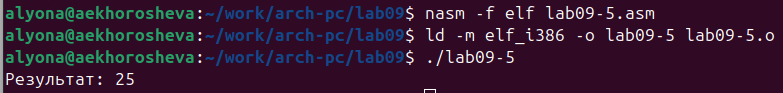 alyona@aekhorosheva:~/work/arch-pc/lab09$ nasm -f elf lab09-5.asm
alyona@aekhorosheva:~/work/arch-pc/lab09$ ld -m elf_i386 -o lab09-5 lab09-5.o
alyona@aekhorosheva:~/work/arch-pc/lab09$ ./lab09-5
Результат: 25